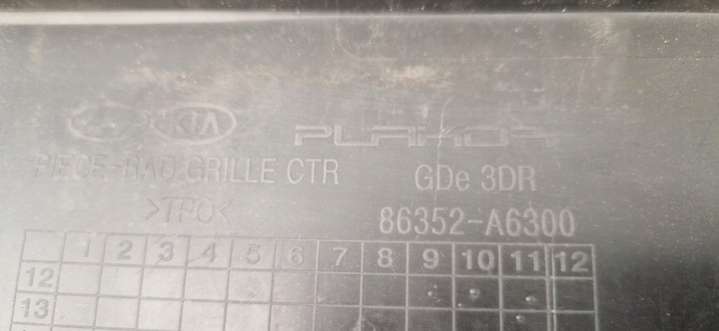 KIA PLAKOR
PIECE-RAD GRILLE CTR GDe 3DR
>TPO< 86352-A6300
1 2 3 4 5 6 7 8 9 10 11 12
12
13